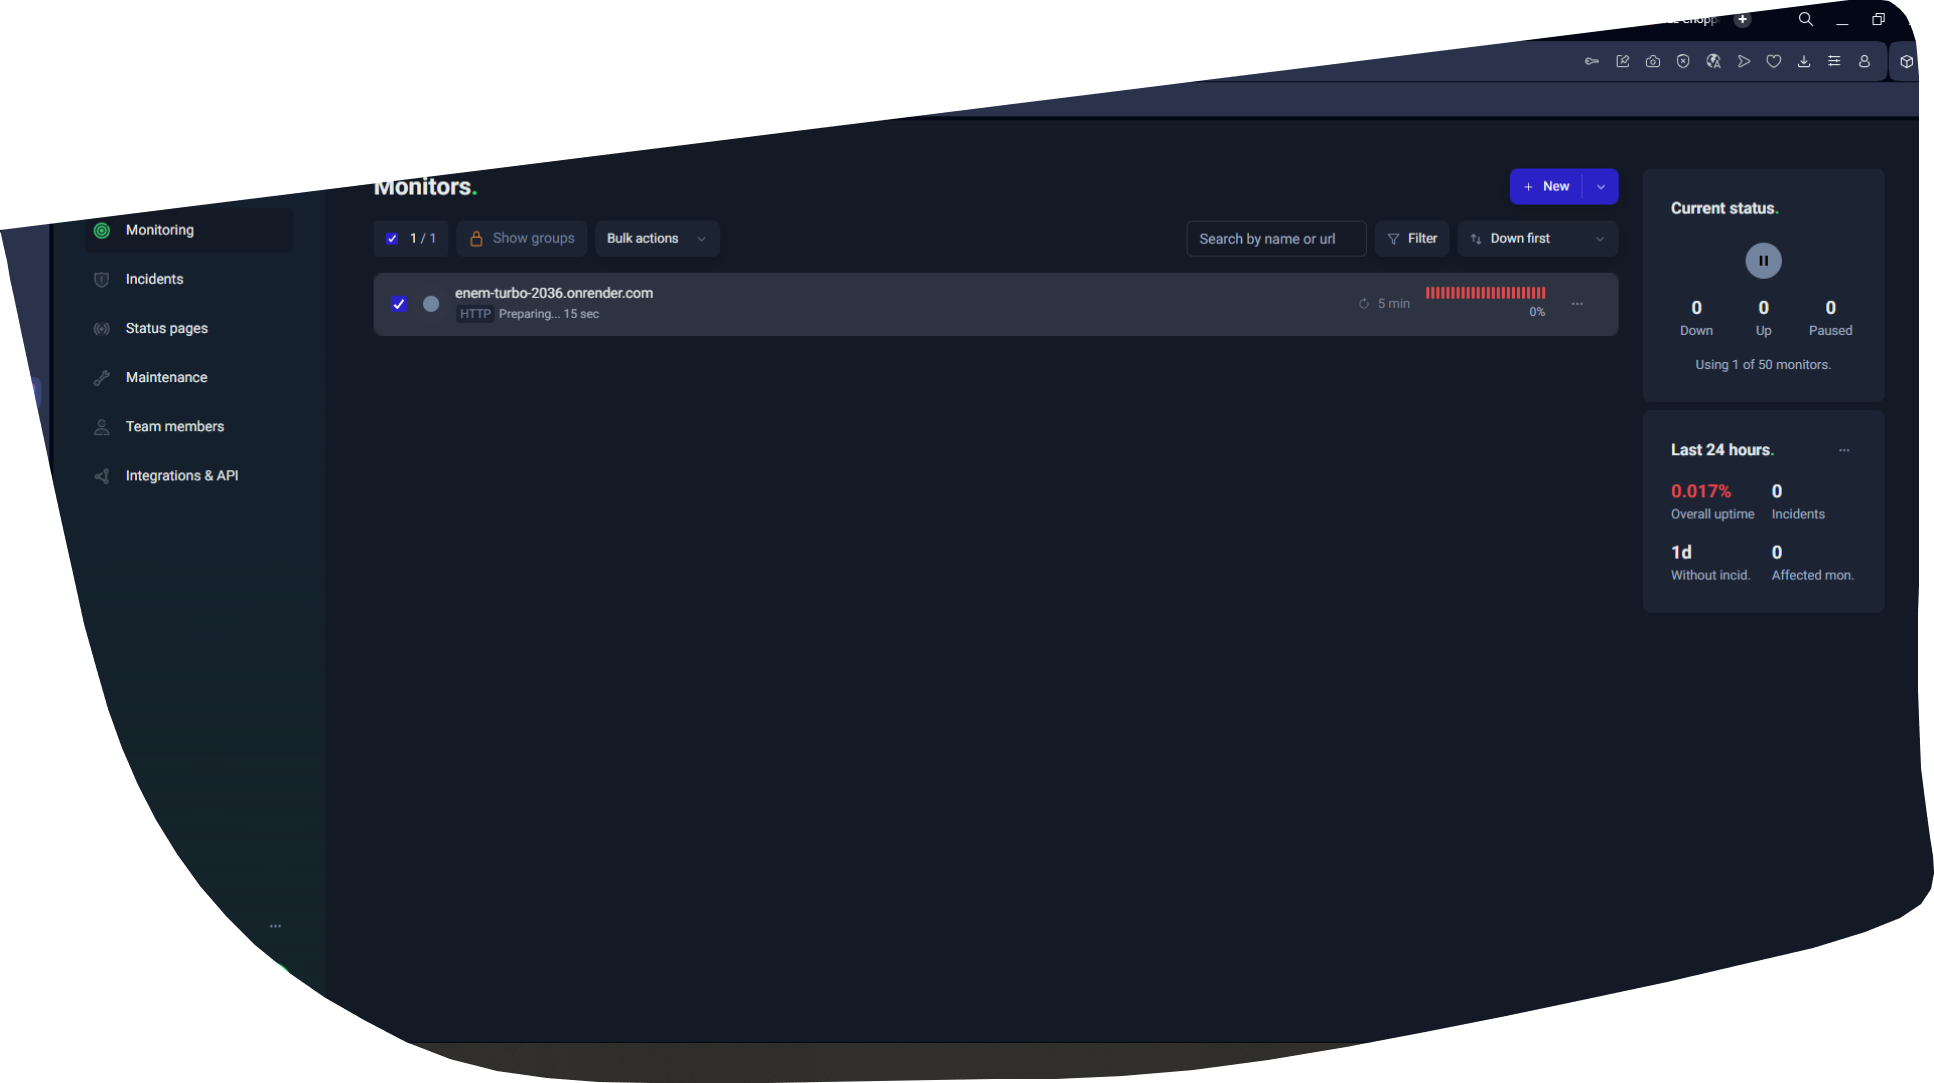 Monitors.
+ New
Monitoring
Incidents
Status pages
Maintenance
Team members
Integrations & API
1 / 1
Show groups
Bulk actions
Search by name or url
Filter
Down first
enem-turbo-2036.onrender.com
HTTP Preparing... 15 sec
5 min
0%
Current status.
0 0 0
Down Up Paused
Using 1 of 50 monitors.
Last 24 hours.
0.017% 0
Overall uptime Incidents
1d 0
Without incid. Affected mon.